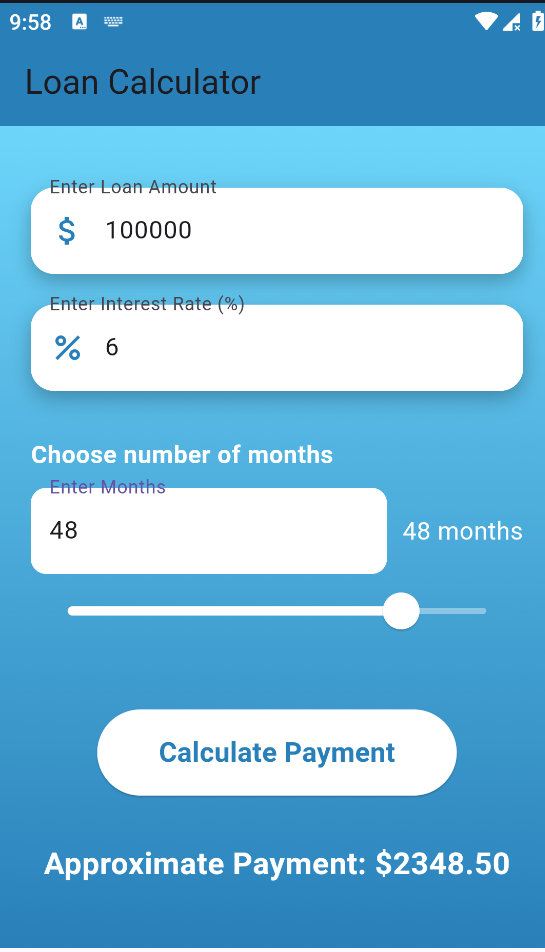 9:58
A
Loan Calculator
Enter Loan Amount
$ 100000
Enter Interest Rate (%)
% 6
Choose number of months
Enter Months
48
48 months
Calculate Payment
Approximate Payment: $2348.50